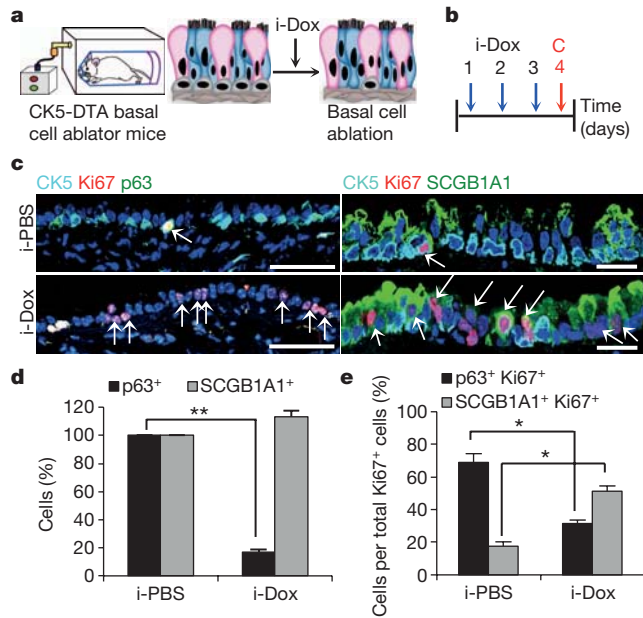 a
i-Dox
CK5-DTA basal
cell ablator mice
Basal cell
ablation
b
i-Dox
C
1 2 3 4
Time
(days)
c
CK5 Ki67 p63
CK5 Ki67 SCGB1A1
i-PBS
i-Dox
d
p63+
SCGB1A1+
**
Cells (%)
120
100
80
60
40
20
0
i-PBS
i-Dox
e
p63+ Ki67+
SCGB1A1+ Ki67+
*
*
Cells per total Ki67+ cells (%)
100
80
60
40
20
0
i-PBS
i-Dox